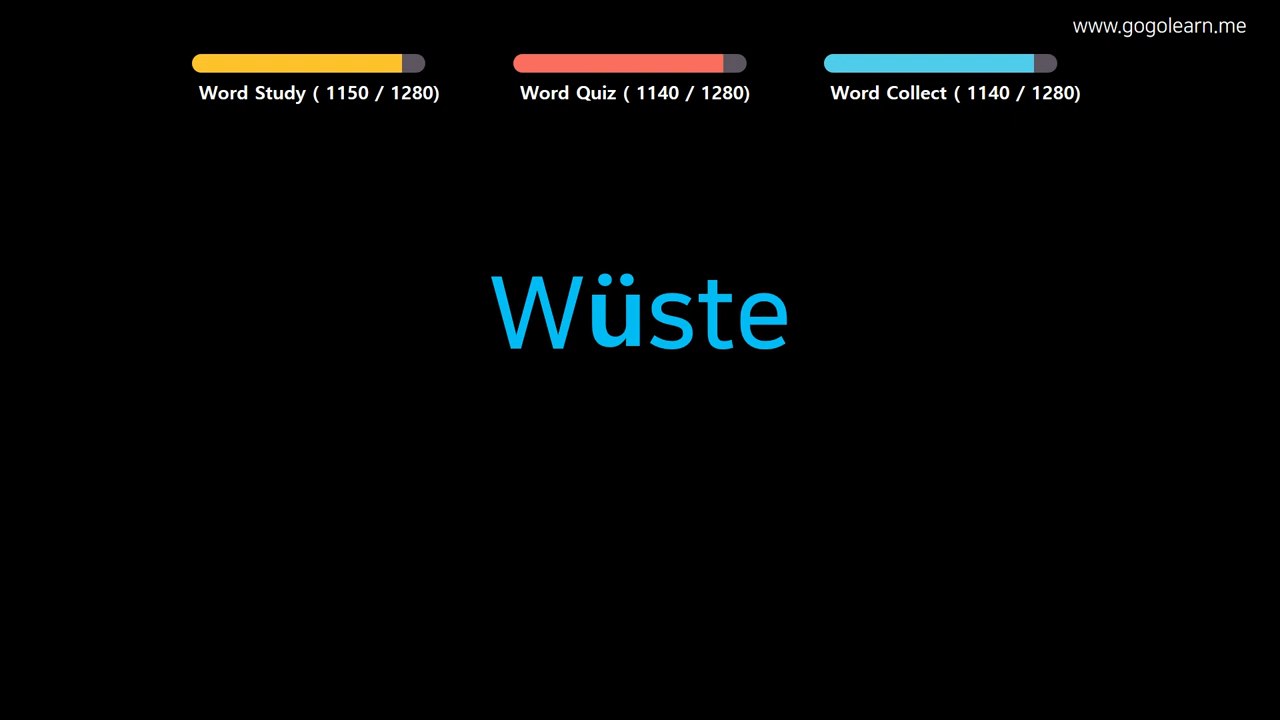 www.gogolearn.me
Word Study ( 1150 / 1280)
Word Quiz ( 1140 / 1280)
Word Collect ( 1140 / 1280)
Wüste